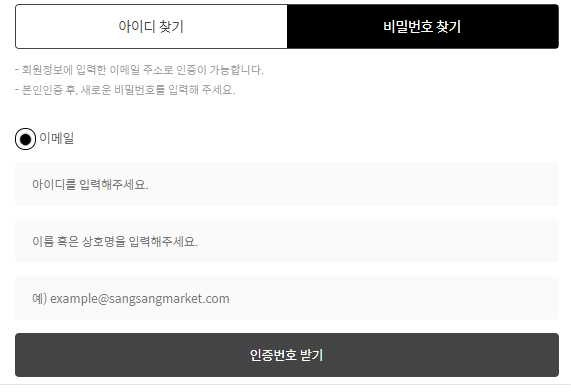 아이디 찾기
비밀번호 찾기
- 회원정보에 입력한 이메일 주소로 인증이 가능합니다.
- 본인인증 후, 새로운 비밀번호를 입력해 주세요.
이메일
아이디를 입력해주세요.
이름 혹은 상호명을 입력해주세요.
예) example@sangsangmarket.com
인증번호 받기